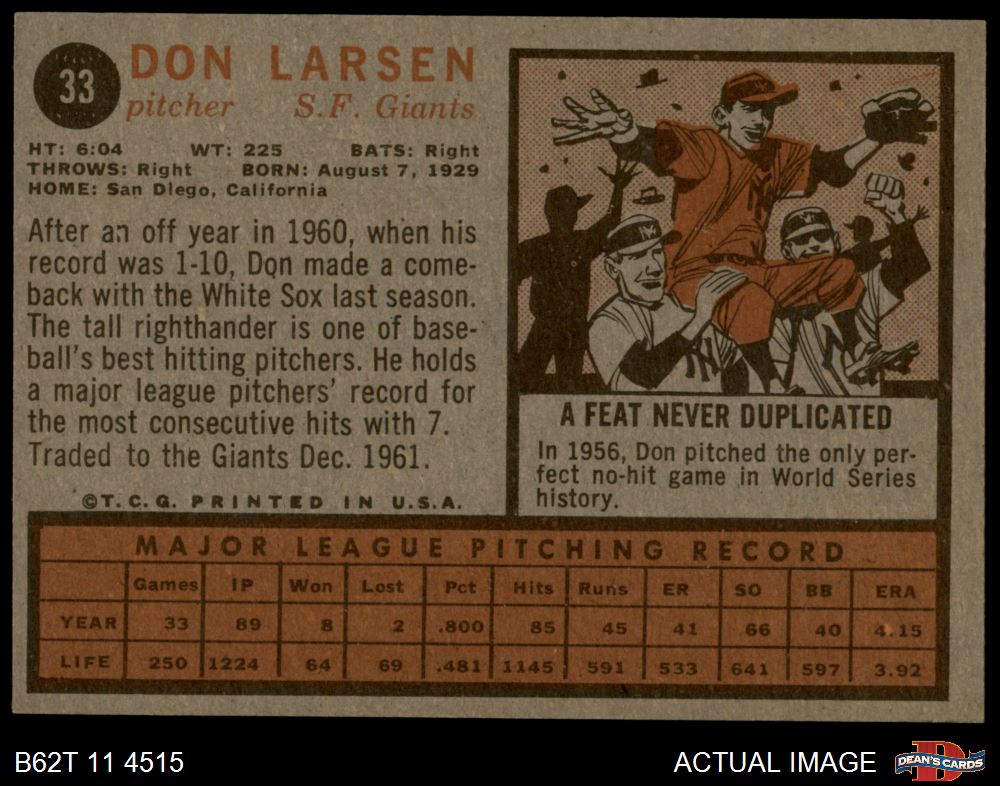 33
DON LARSEN
pitcher S.F. Giants
HT: 6:04 WT: 225 BATS: Right
THROWS: Right BORN: August 7, 1929
HOME: San Diego, California
After an off year in 1960, when his
record was 1-10, Don made a come-
back with the White Sox last season.
The tall righthander is one of base-
ball's best hitting pitchers. He holds
a major league pitchers' record for
the most consecutive hits with 7.
Traded to the Giants Dec. 1961.
©T.C.G. PRINTED IN U.S.A.
A FEAT NEVER DUPLICATED
In 1956, Don pitched the only per-
fect no-hit game in World Series
history.
MAJOR LEAGUE PITCHING RECORD
Games IP Won Lost Pct Hits Runs ER SO BB ERA
YEAR 33 89 8 2 .800 85 45 41 66 40 4.15
LIFE 250 1224 64 69 .481 1145 591 533 641 597 3.92
B62T 11 4515
ACTUAL IMAGE
DEAN'S CARDS